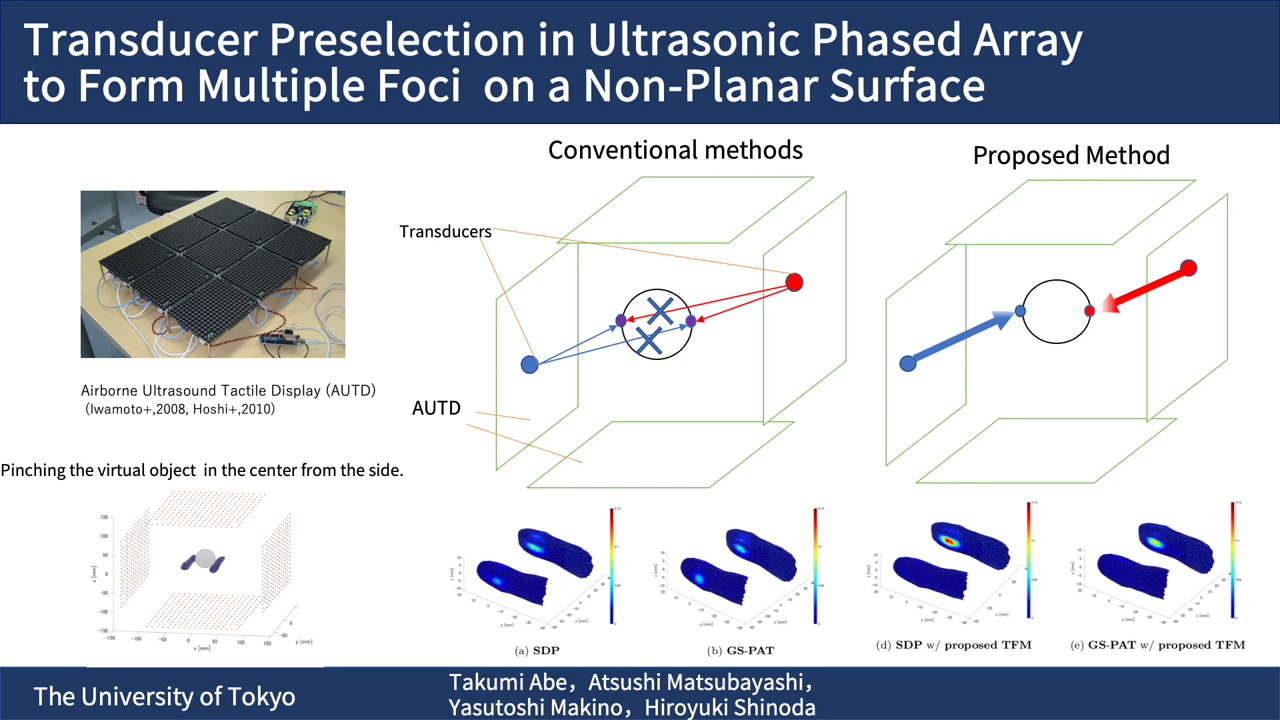 Transducer Preselection in Ultrasonic Phased Array
to Form Multiple Foci on a Non-Planar Surface
Conventional methods
Proposed Method
Transducers
AUTD
Airborne Ultrasound Tactile Display (AUTD)
(Iwamoto+,2008, Hoshi+,2010)
Pinching the virtual object in the center from the side.
(a) SDP
(b) GS-PAT
(d) SDP w/ proposed TFM
(e) GS-PAT w/ proposed TFM
The University of Tokyo
Takumi Abe, Atsushi Matsubayashi,
Yasutoshi Makino, Hiroyuki Shinoda